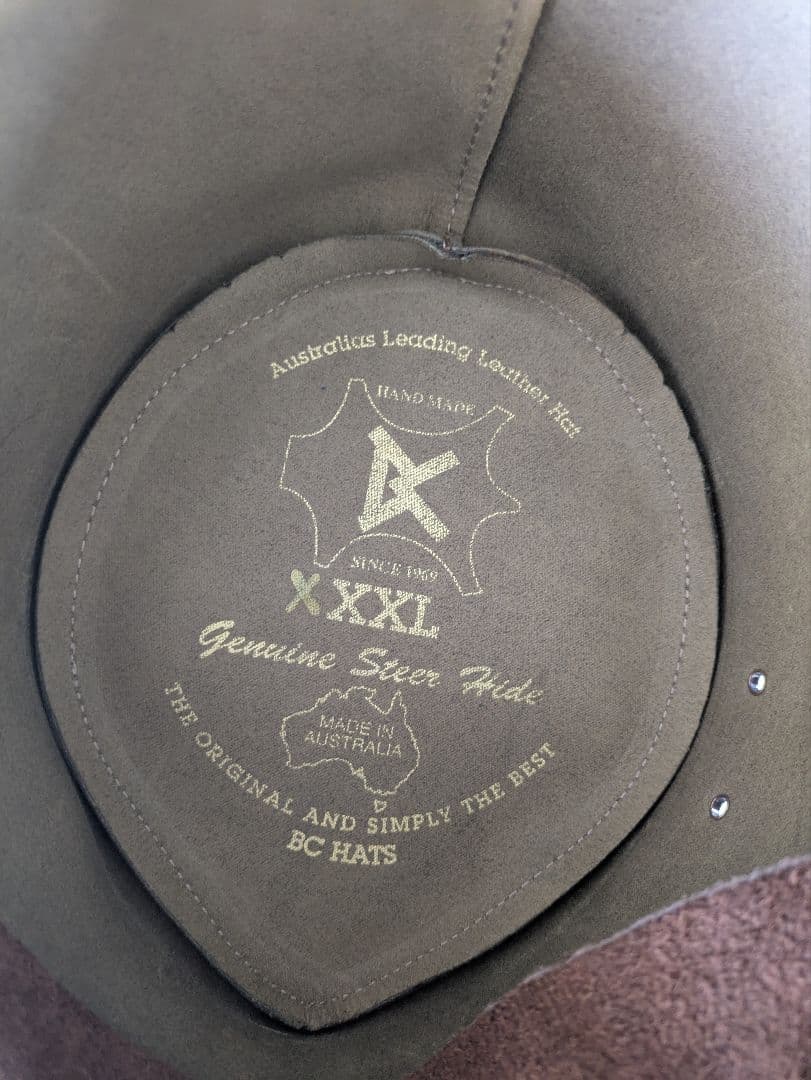 Australias Leading Leather Hat
HAND MADE
SINCE 1969
XXXL
Genuine Steer Hide
MADE IN
AUSTRALIA
THE ORIGINAL AND SIMPLY THE BEST
BC HATS